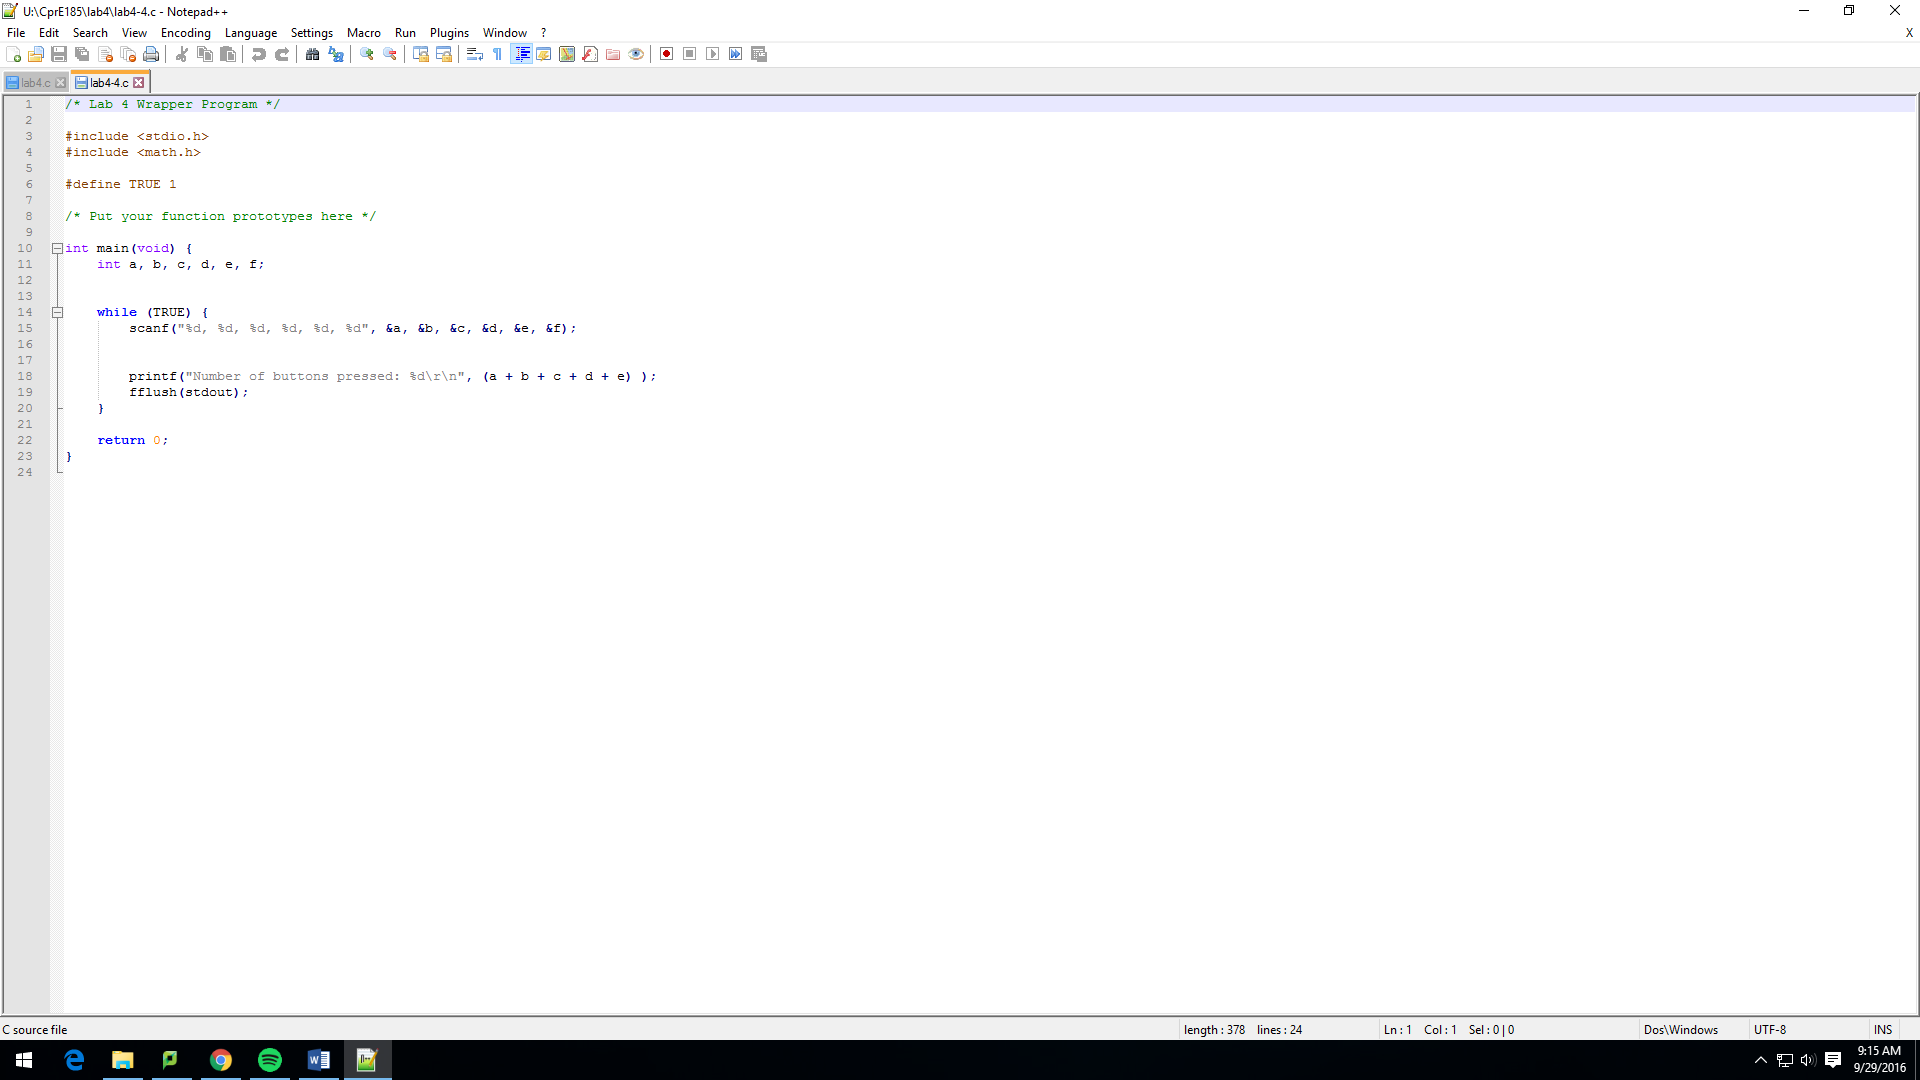 U:\CprE185\lab4\lab4-4.c - Notepad++
File Edit Search View Encoding Language Settings Macro Run Plugins Window ? X
lab4.c lab4-4.c
1 /* Lab 4 Wrapper Program */
2
3 #include <stdio.h>
4 #include <math.h>
5
6 #define TRUE 1
7
8 /* Put your function prototypes here */
9
10 int main(void) {
11 int a, b, c, d, e, f;
12
13
14 while (TRUE) {
15 scanf("%d, %d, %d, %d, %d, %d", &a, &b, &c, &d, &e, &f);
16
17
18 printf("Number of buttons pressed: %d\r\n", (a + b + c + d + e) );
19 fflush(stdout);
20 }
21
22 return 0;
23 }
24
C source file length : 378 lines : 24 Ln : 1 Col : 1 Sel : 0 | 0 Dos\Windows UTF-8 INS
9:15 AM
9/29/2016